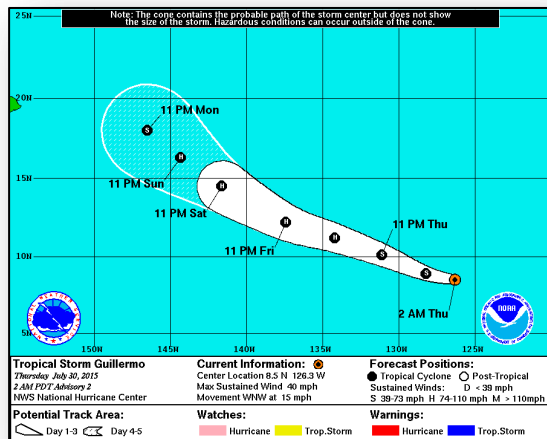 Note: The cone contains the probable path of the storm center but does not show
the size of the storm. Hazardous conditions can occur outside of the cone.
25N
20N
15N
10N
5N
11 PM Mon
S
H
11 PM Sun
H
11 PM Sat
H
11 PM Fri
H
11 PM Thu
S
S
2 AM Thu
NOAA
150W 145W 140W 135W 130W 125W
Tropical Storm Guillermo
Thursday July 30, 2015
2 AM PDT Advisory 2
NWS National Hurricane Center
Current Information:
Center Location 8.5 N 126.3 W
Max Sustained Wind 40 mph
Movement WNW at 15 mph
Forecast Positions:
Tropical Cyclone Post-Tropical
Sustained Winds: D < 39 mph
S 39-73 mph H 74-110 mph M > 110mph
Potential Track Area:
Day 1-3 Day 4-5
Watches:
Hurricane Trop.Storm
Warnings:
Hurricane Trop.Storm